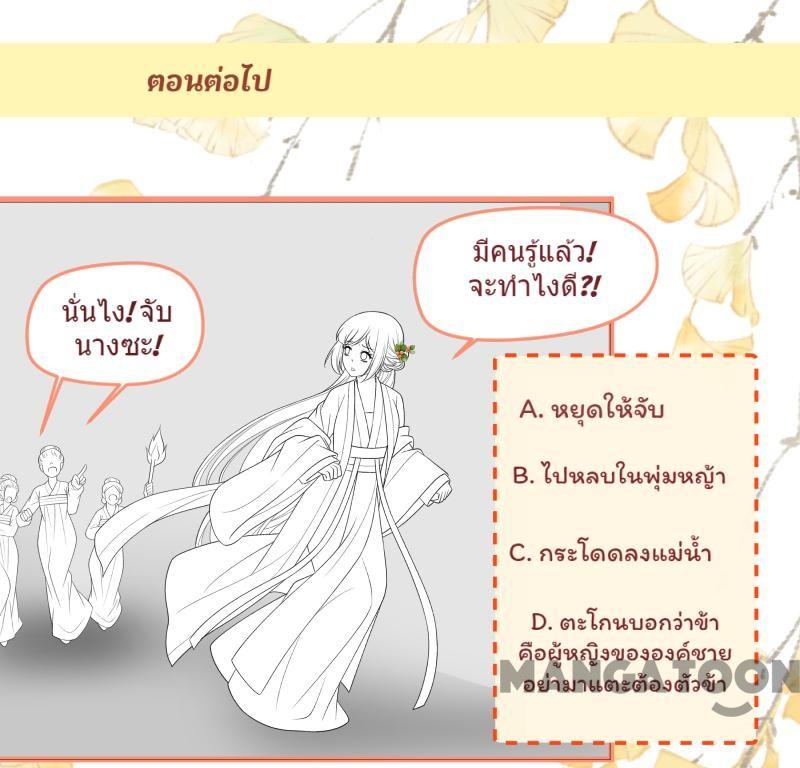 ตอนต่อไป
มีคนรู้แล้ว!
จะทำไงดี?!
นั่นไง! จับ
นางซะ!
A. หยุดให้จับ
B. ไปหลบในพุ่มหญ้า
C. กระโดดลงแม่น้ำ
D. ตะโกนบอกว่าข้า
คือผู้หญิงขององค์ชาย
อย่ามาแตะต้องตัวข้า
MANGATOON